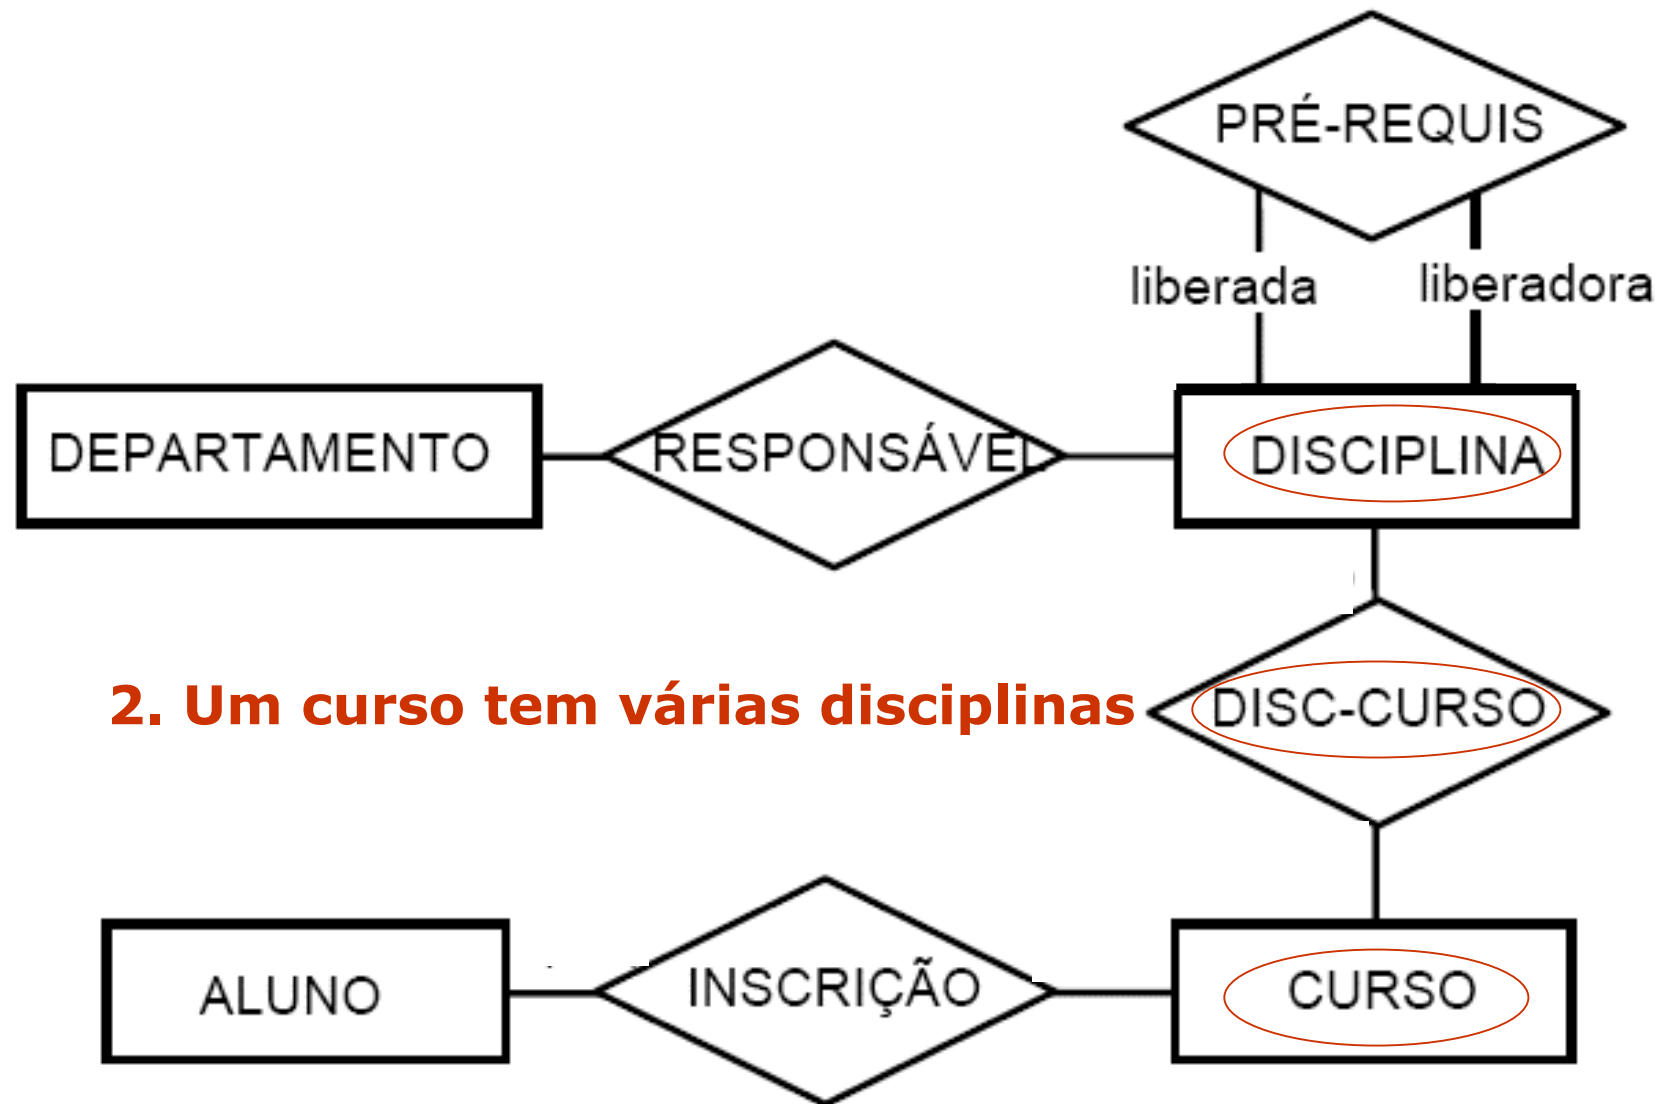 PRÉ-REQUIS
liberada
liberadora
DEPARTAMENTO
RESPONSÁVEL
DISCIPLINA
2. Um curso tem várias disciplinas
DISC-CURSO
ALUNO
INSCRIÇÃO
CURSO